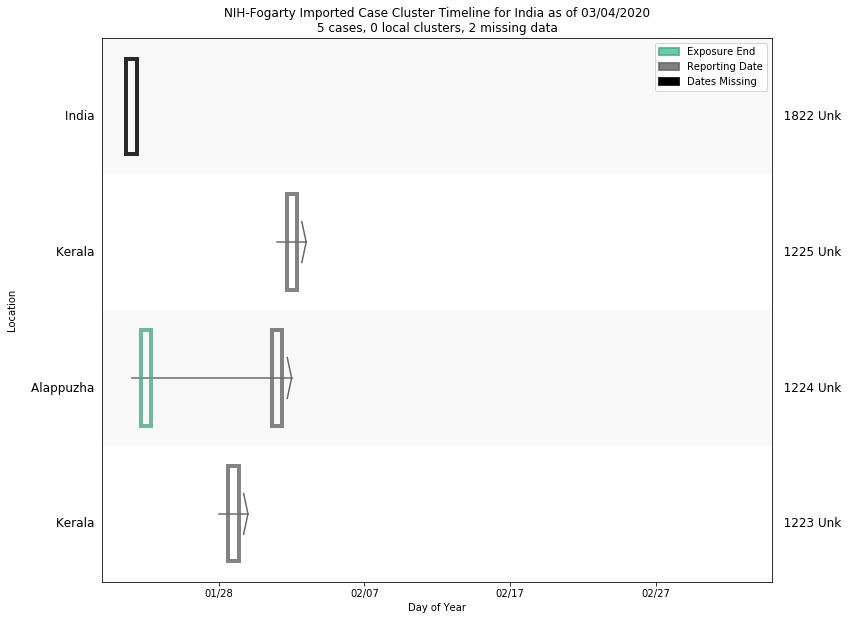 NIH-Fogarty Imported Case Cluster Timeline for India as of 03/04/2020
5 cases, 0 local clusters, 2 missing data
Exposure End
Reporting Date
Dates Missing
India
1822 Unk
Kerala
1225 Unk
Location
Alappuzha
1224 Unk
Kerala
1223 Unk
01/28
02/07
02/17
02/27
Day of Year